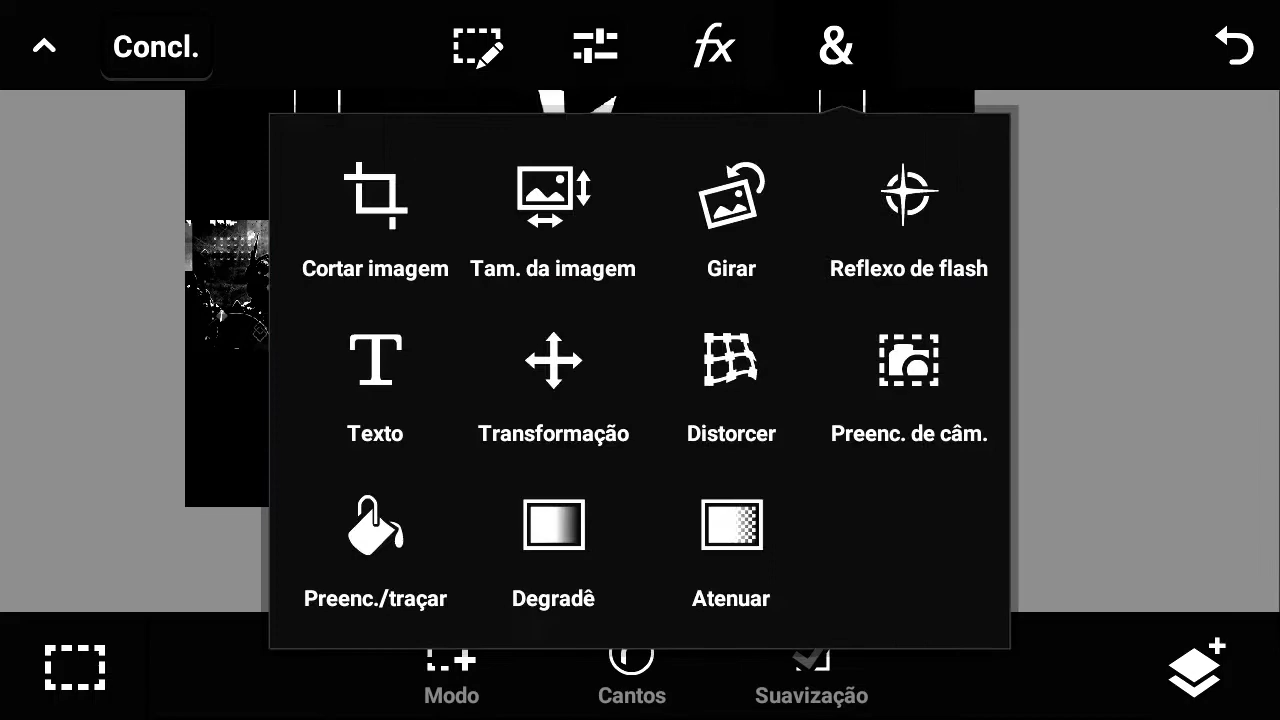 Concl.
fx
&
Cortar imagem
Tam. da imagem
Girar
Reflexo de flash
T
Texto
Transformação
Distorcer
Preenc. de câm.
Preenc./traçar
Degradê
Atenuar
Modo
Cantos
Suavização